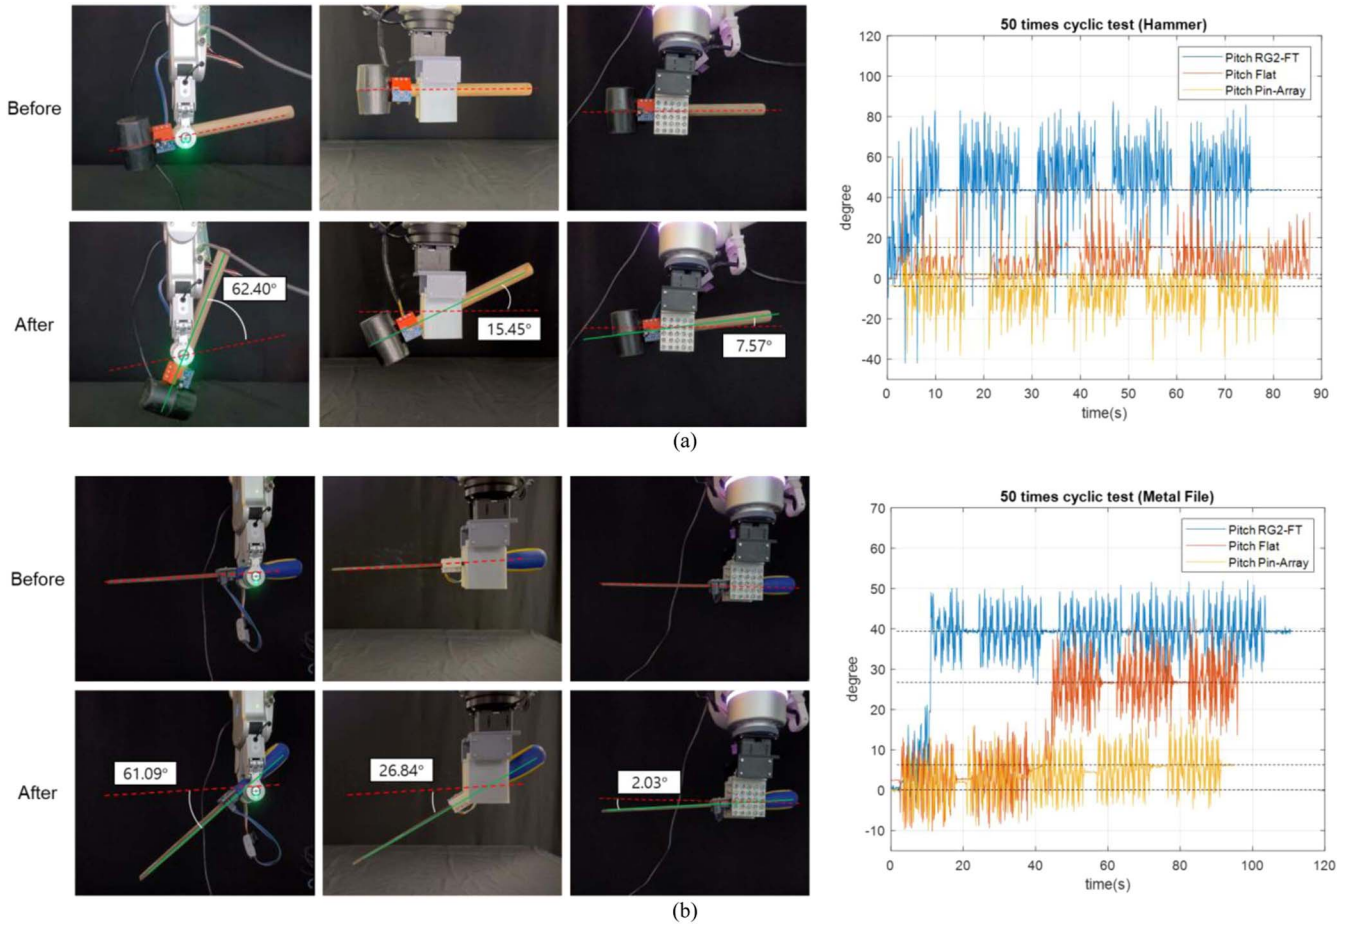 Before
After
62.40°
15.45°
7.57°
50 times cyclic test (Hammer)
Pitch RG2-FT
Pitch Flat
Pitch Pin-Array
120
100
80
60
40
20
0
-20
-40
degree
0 10 20 30 40 50 60 70 80 90
time(s)
(a)
Before
After
61.09°
26.84°
2.03°
50 times cyclic test (Metal File)
Pitch RG2-FT
Pitch Flat
Pitch Pin-Array
70
60
50
40
30
20
10
0
-10
degree
0 20 40 60 80 100 120
time(s)
(b)